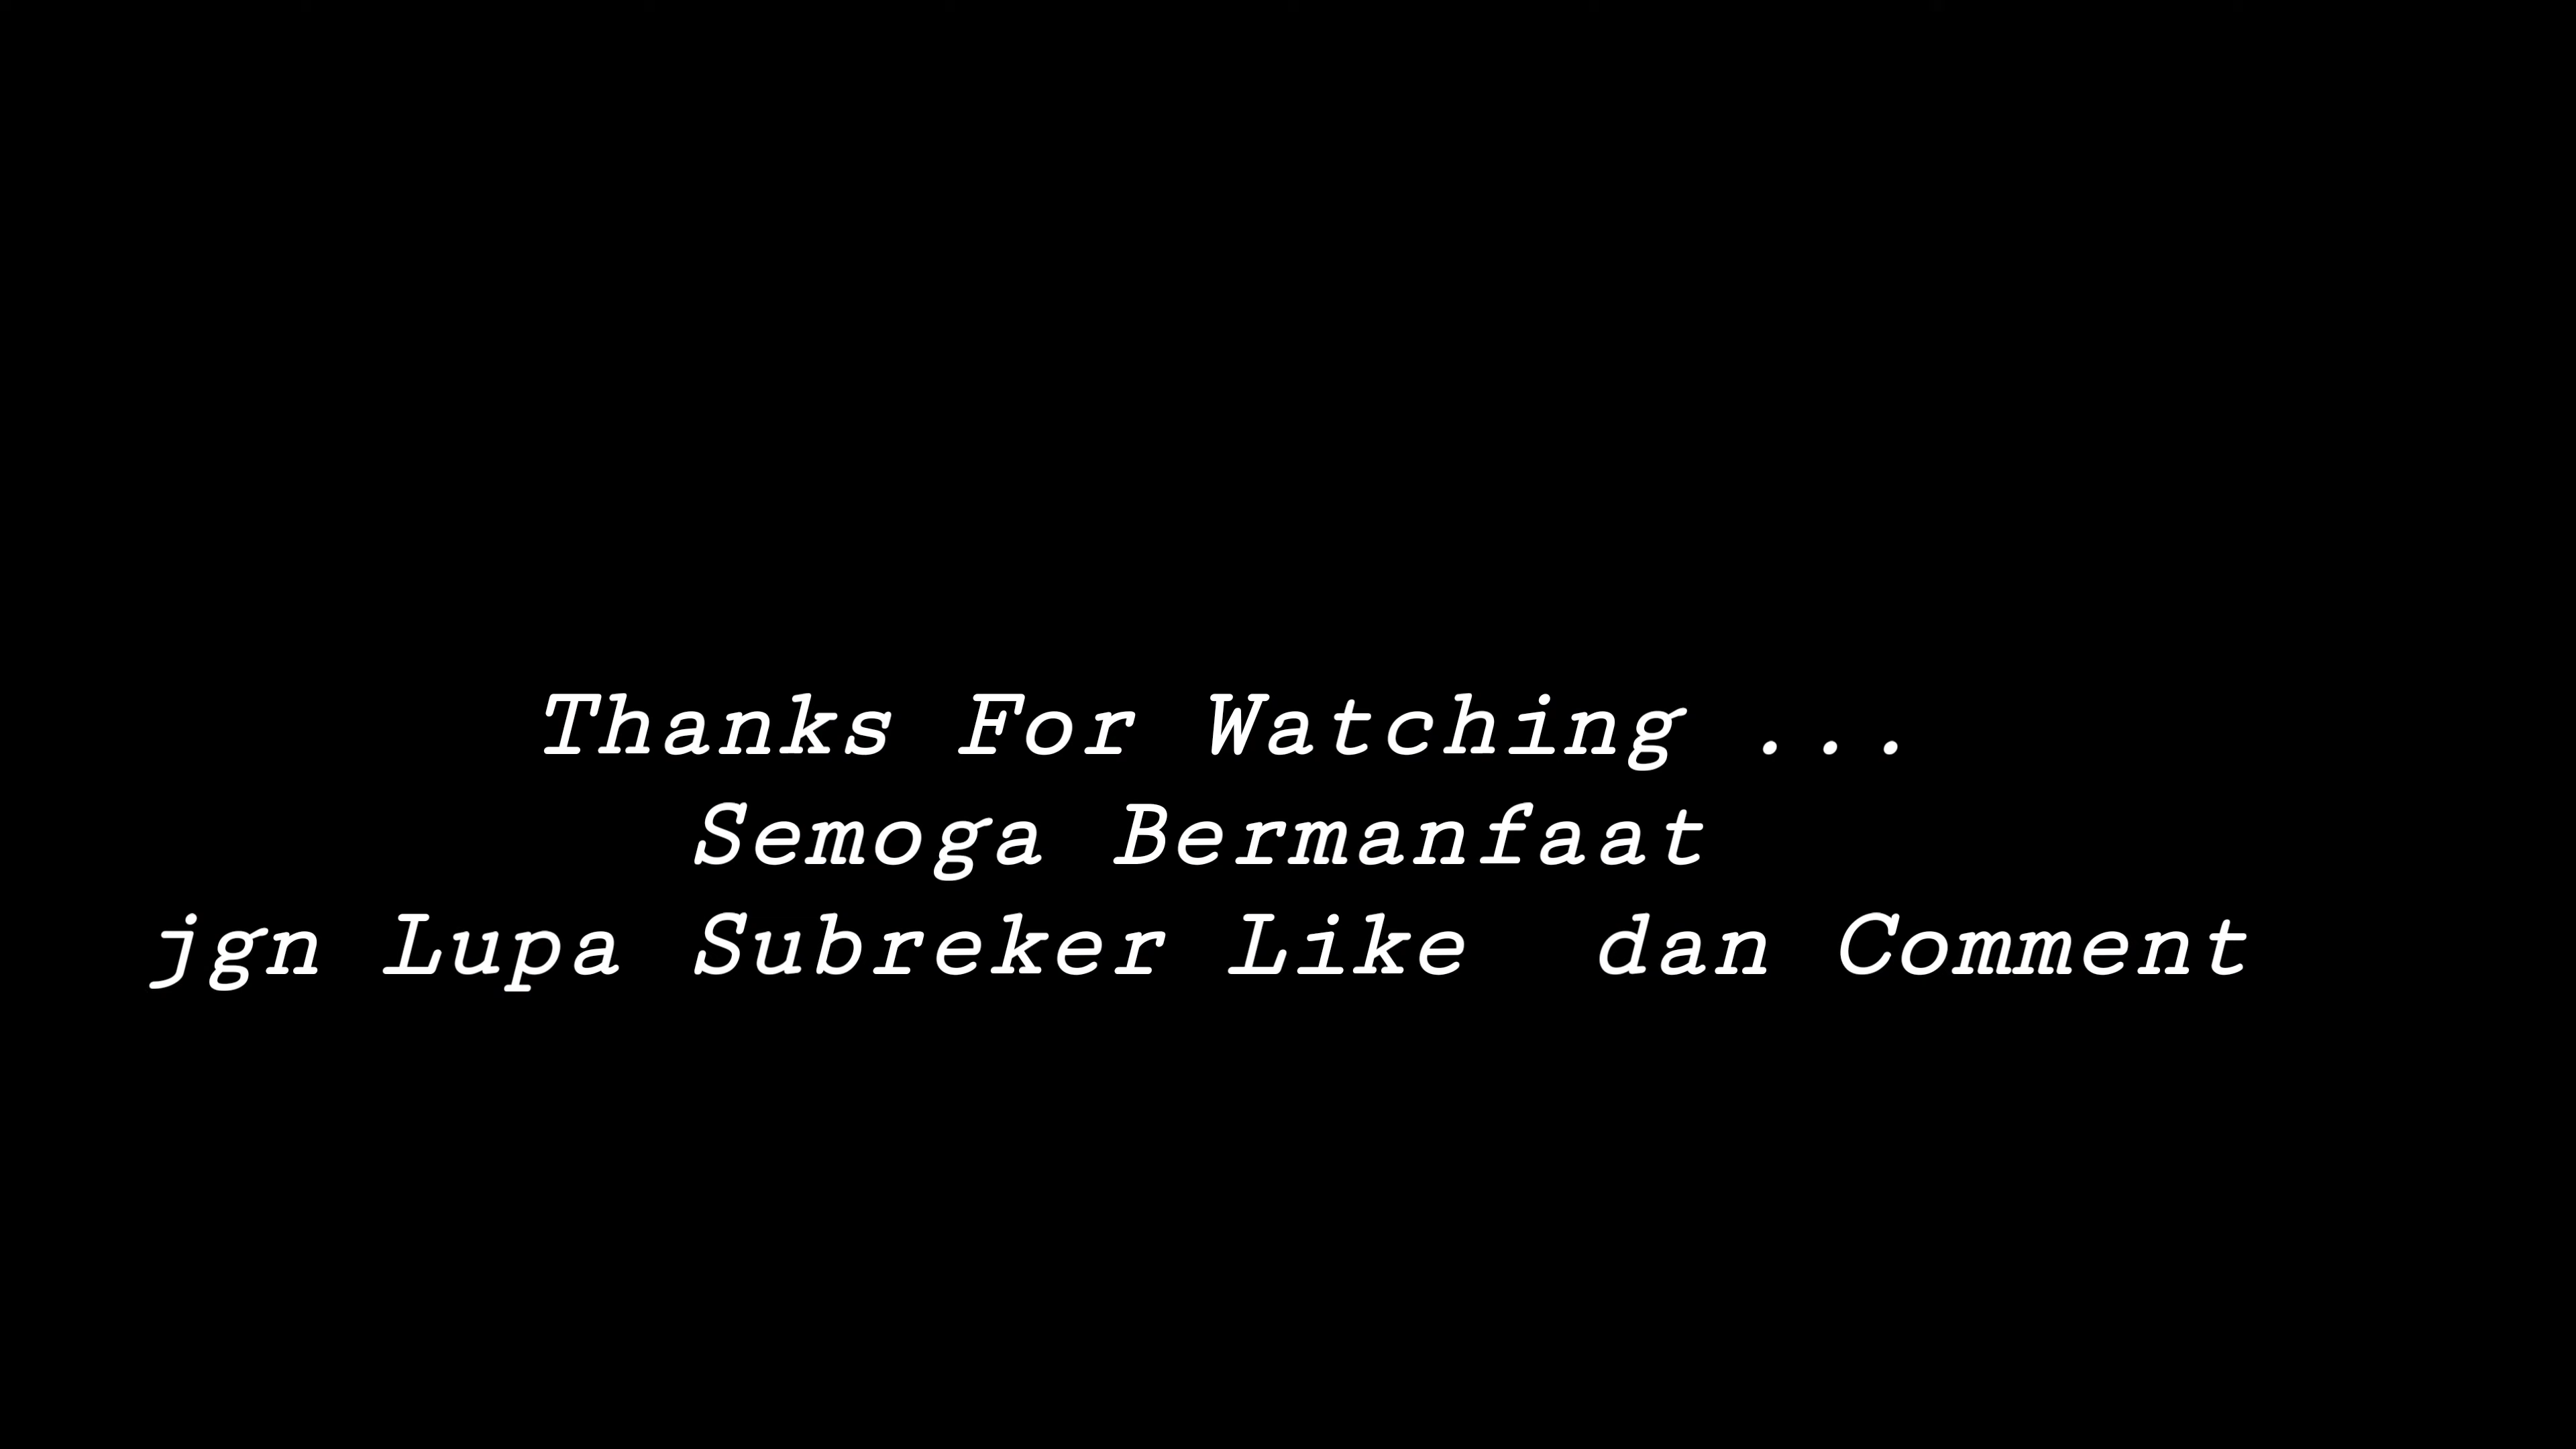 Thanks For Watching ...
Semoga Bermanfaat
jgn Lupa Subreker Like  dan Comment